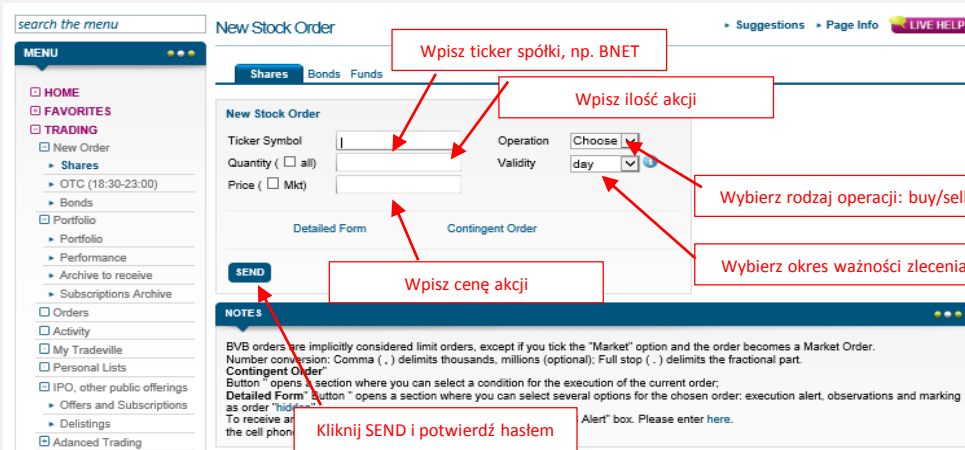 search the menu
New Stock Order
Suggestions
Page Info
LIVE HELP
MENU
HOME
FAVORITES
TRADING
New Order
Shares
OTC (18:30-23:00)
Bonds
Portfolio
Portfolio
Performance
Archive to receive
Subscriptions Archive
Orders
Activity
My Tradeville
Personal Lists
IPO, other public offerings
Offers and Subscriptions
Delistings
Adanced Trading
Wpisz ticker spółki, np. BNET
Shares Bonds Funds
Wpisz ilość akcji
New Stock Order
Ticker Symbol
Operation Choose
Quantity ( all)
Validity day
Price ( Mkt)
Wybierz rodzaj operacji: buy/sell
Detailed Form Contingent Order
Wybierz okres ważności zlecenia
SEND
Wpisz cenę akcji
NOTES
BVB orders are implicitly considered limit orders, except if you tick the "Market" option and the order becomes a Market Order.
Number conversion: Comma ( , ) delimits thousands, millions (optional); Full stop ( . ) delimits the fractional part.
Contingent Order"
Button " opens a section where you can select a condition for the execution of the current order;
Detailed Form" Button " opens a section where you can select several options for the chosen order: execution alert, observations and marking
as order "hidden"
To receive Alert" box. Please enter here.
the cell
Kliknij SEND i potwierdź hasłem